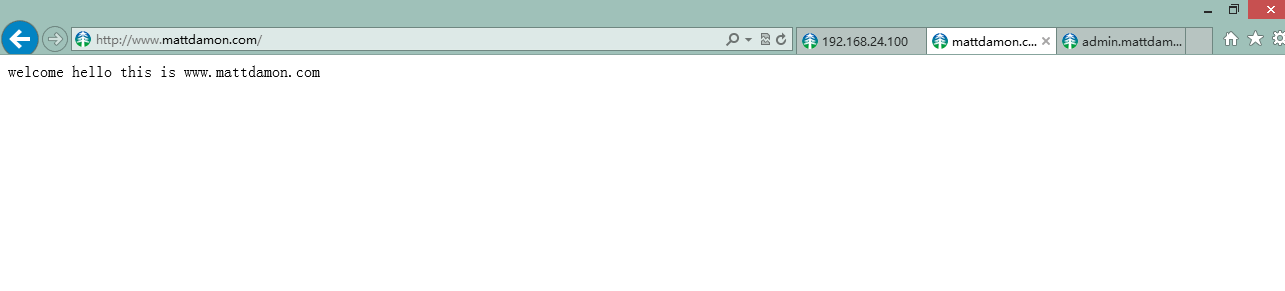 http://www.mattdamon.com/
192.168.24.100
mattdamon.c...
admin.mattdam...
welcome hello this is www.mattdamon.com